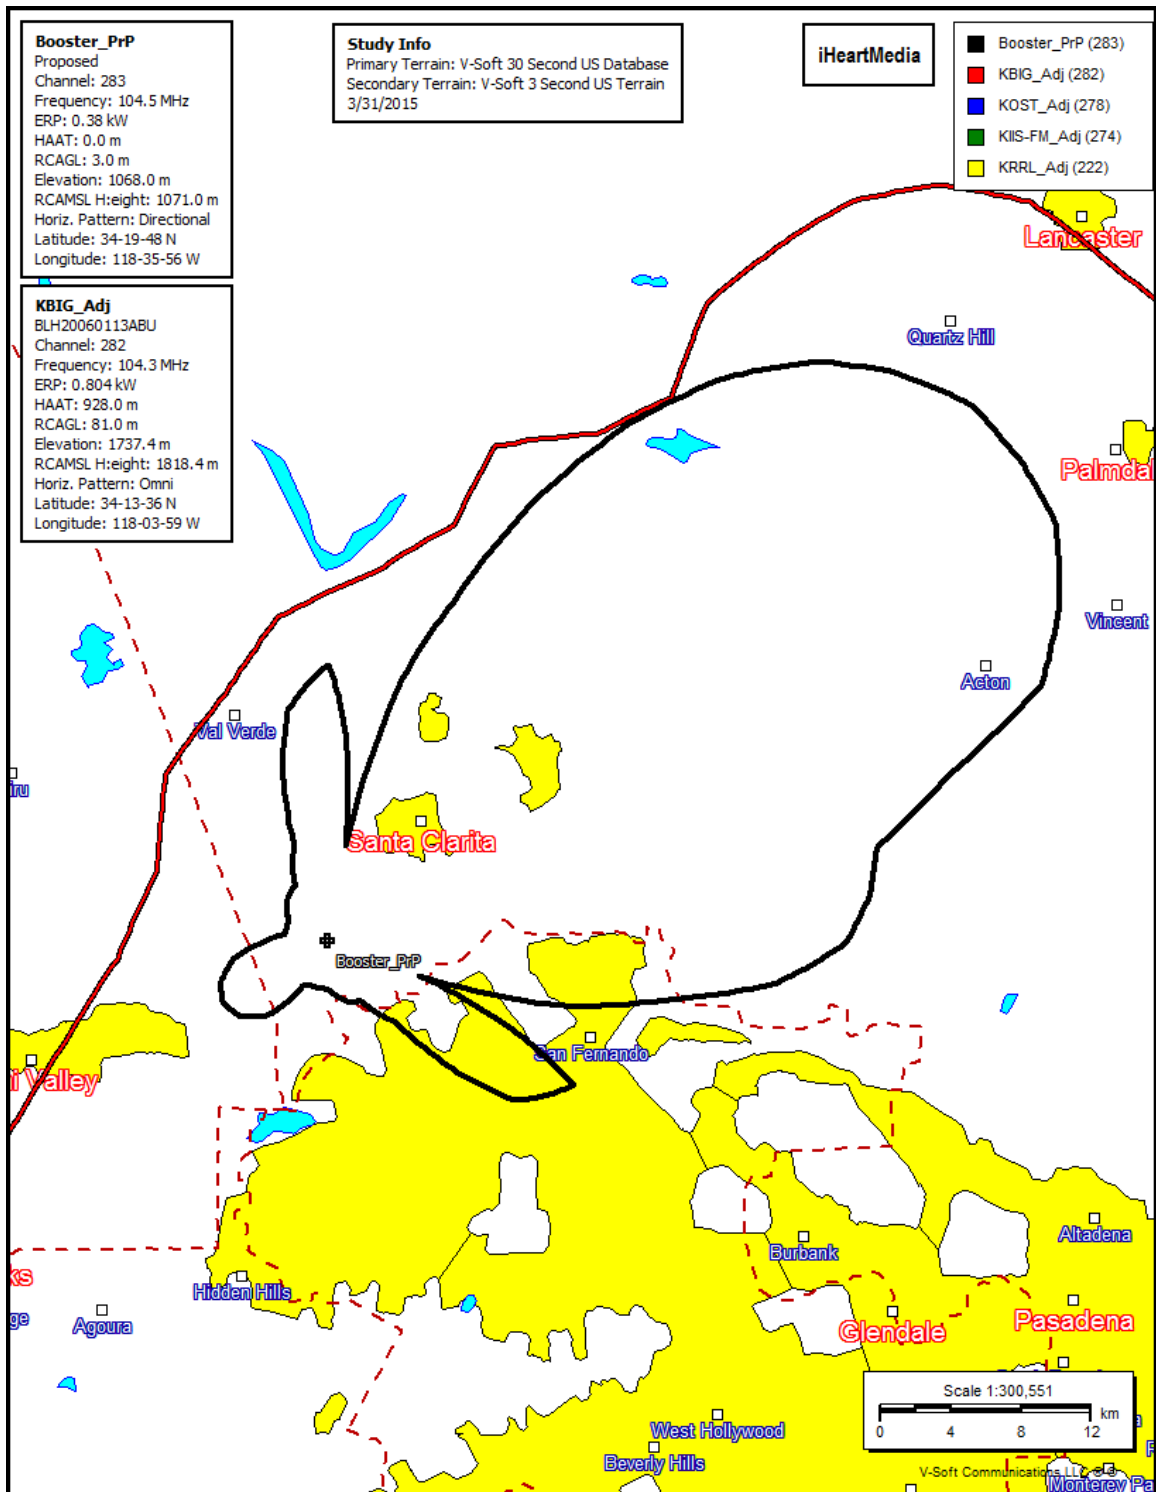 Booster_PrP
Proposed
Channel: 283
Frequency: 104.5 MHz
ERP: 0.38 kW
HAAT: 0.0 m
RCAGL: 3.0 m
Elevation: 1068.0 m
RCAMSL H:eight: 1071.0 m
Horiz. Pattern: Directional
Latitude: 34-19-48 N
Longitude: 118-35-56 W
KBIG_Adj
BLH20060113ABU
Channel: 282
Frequency: 104.3 MHz
ERP: 0.804 kW
HAAT: 928.0 m
RCAGL: 81.0 m
Elevation: 1737.4 m
RCAMSL H:eight: 1818.4 m
Horiz. Pattern: Omni
Latitude: 34-13-36 N
Longitude: 118-03-59 W
Study Info
Primary Terrain: V-Soft 30 Second US Database
Secondary Terrain: V-Soft 3 Second US Terrain
3/31/2015
iHeartMedia
Booster_PrP (283)
KBIG_Adj (282)
KOST_Adj (278)
KIIS-FM_Adj (274)
KRRL_Adj (222)
Lancaster
Quartz Hill
Palmdal
Vincent
Acton
Val Verde
iru
Santa Clarita
Booster_PrP
San Fernando
i Valley
Altadena
Burbank
ks
Hidden Hills
ge
Agoura
Glendale
Pasadena
Scale 1:300,551
km
0 4 8 12
West Hollywood
Beverly Hills
V-Soft Communications LLC ® ©
Monterey Pa